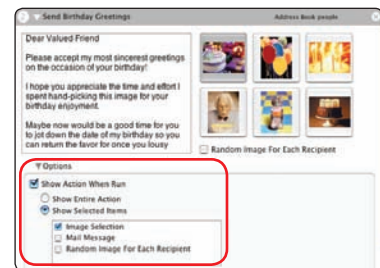 Send Birthday Greetings
Address Book people
Dear Valued Friend
Please accept my most sincerest greetings
on the occasion of your birthday!
I hope you appreciate the time and effort I
spent hand-picking this image for your
birthday enjoyment.
Maybe now would be a good time for you
to jot down the date of my birthday so you
can return the favor for once you lousy
Random Image For Each Recipient
Options
Show Action When Run
Show Entire Action
Show Selected Items
Image Selection
Mail Message
Random Image For Each Recipient